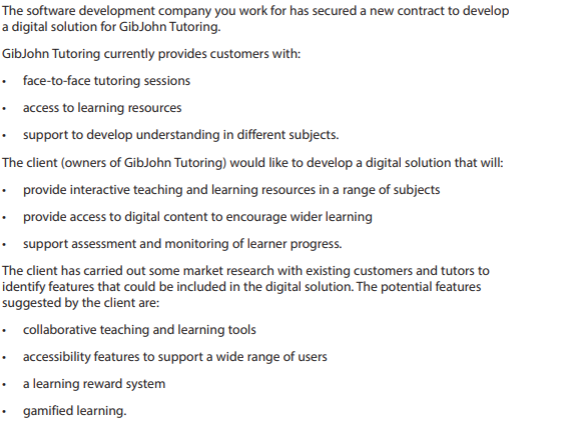 The software development company you work for has secured a new contract to develop
a digital solution for GibJohn Tutoring.
GibJohn Tutoring currently provides customers with:
• face-to-face tutoring sessions
• access to learning resources
• support to develop understanding in different subjects.
The client (owners of GibJohn Tutoring) would like to develop a digital solution that will:
• provide interactive teaching and learning resources in a range of subjects
• provide access to digital content to encourage wider learning
• support assessment and monitoring of learner progress.
The client has carried out some market research with existing customers and tutors to
identify features that could be included in the digital solution. The potential features
suggested by the client are:
• collaborative teaching and learning tools
• accessibility features to support a wide range of users
• a learning reward system
• gamified learning.